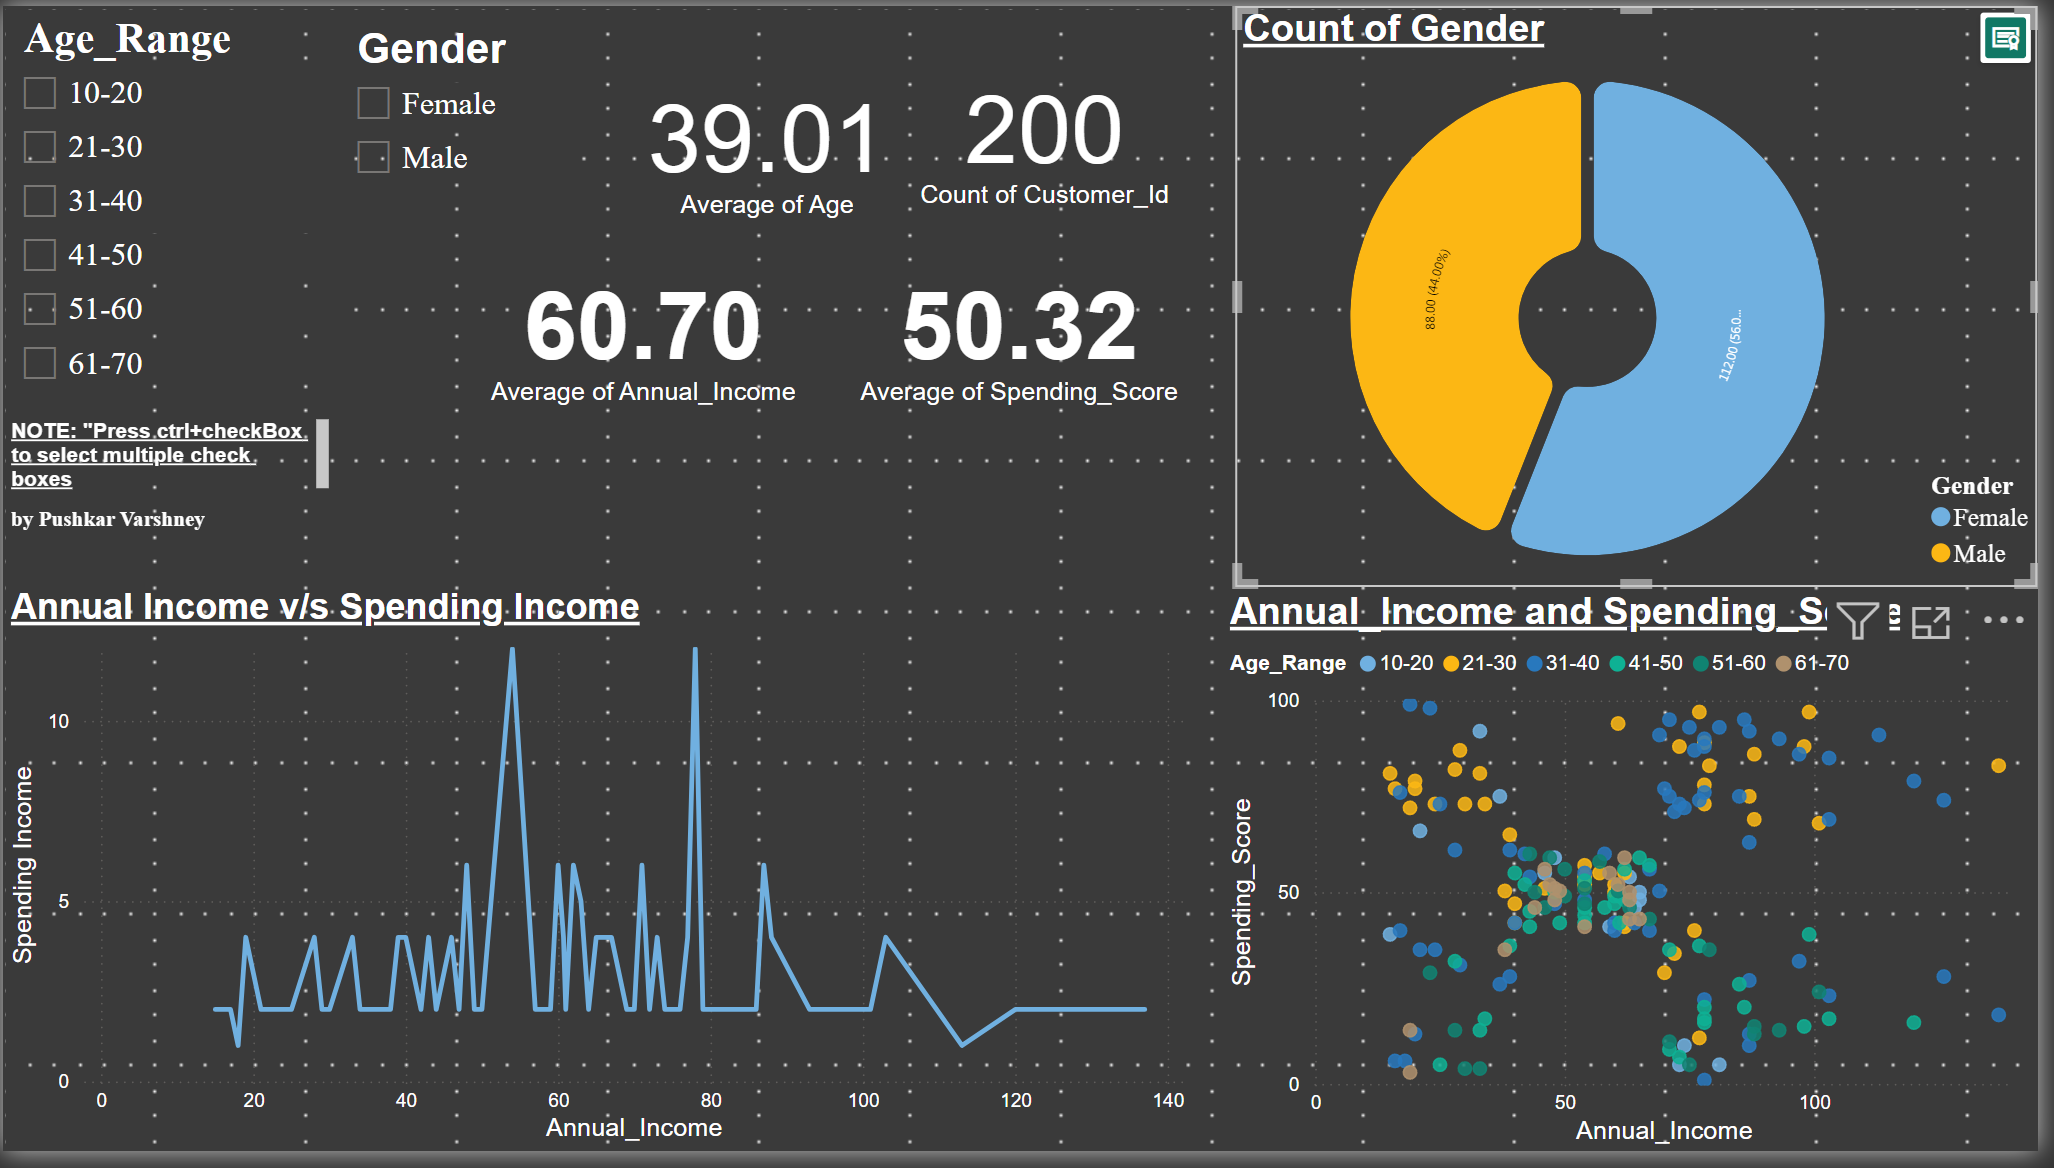 Age_Range
10-20
21-30
31-40
41-50
51-60
61-70
Gender
Female
Male
39.01
Average of Age
200
Count of Customer_Id
60.70
Average of Annual_Income
50.32
Average of Spending_Score
NOTE: "Press ctrl+checkBox
to select multiple check
boxes
by Pushkar Varshney
Count of Gender
88.00 (44.00%)
112.00 (56.0...
Gender
Female
Male
Annual Income v/s Spending Income
Spending Income
10
5
0
0 20 40 60 80 100 120 140
Annual_Income
Annual_Income and Spending_S
Age_Range 10-20 21-30 31-40 41-50 51-60 61-70
Spending_Score
100
50
0
0 50 100
Annual_Income